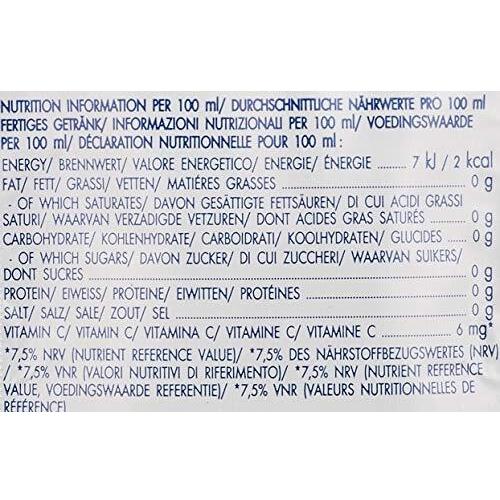 NUTRITION INFORMATION PER 100 ml/ DURCHSCHNITTLICHE NÄHRWERTE PRO 100 ml
FERTIGES GETRÄNK/ INFORMAZIONI NUTRIZIONALI PER 100 ml/ VOEDINGSWAARDE
PER 100 ml/ DÉCLARATION NUTRITIONNELLE POUR 100 ml :
ENERGY/ BRENNWERT/ VALORE ENERGETICO/ ENERGIE/ ÉNERGIE 7 kJ / 2 kcal
FAT/ FETT/ GRASSI/ VETTEN/ MATIÉRES GRASSES 0 g
- OF WHICH SATURATES/ DAVON GESÄTTIGTE FETTSÄUREN/ DI CUI ACIDI GRASSI
SATURI/ WAARVAN VERZADIGDE VETZUREN/ DONT ACIDES GRAS SATURÉS 0 g
CARBOHYDRATE/ KOHLENHYDRATE/ CARBOIDRATI/ KOOLHYDRATEN/ GLUCIDES 0 g
- OF WHICH SUGARS/ DAVON ZUCKER/ DI CUI ZUCCHERI/ WAARVAN SUIKERS/
DONT SUCRES 0 g
PROTEIN/ EIWEISS/ PROTEINE/ EIWITTEN/ PROTÉINES 0 g
SALT/ SALZ/ SALE/ ZOUT/ SEL 0 g
VITAMIN C/ VITAMIN C/ VITAMINA C/ VITAMINE C/ VITAMINE C 6 mg*
*7,5% NRV (NUTRIENT REFERENCE VALUE)/ *7,5% DES NÄHRSTOFFBEZUGSWERTES (NRV)
/ *7,5% VNR (VALORI NUTRITIVI DI RIFERIMENTO)/ *7,5% NRV (NUTRIENT REFERENCE
VALUE, VOEDINGSWAARDE REFERENTIE)/ *7,5% VNR (VALEURS NUTRITIONNELLES DE
RÉFÉRENCE)